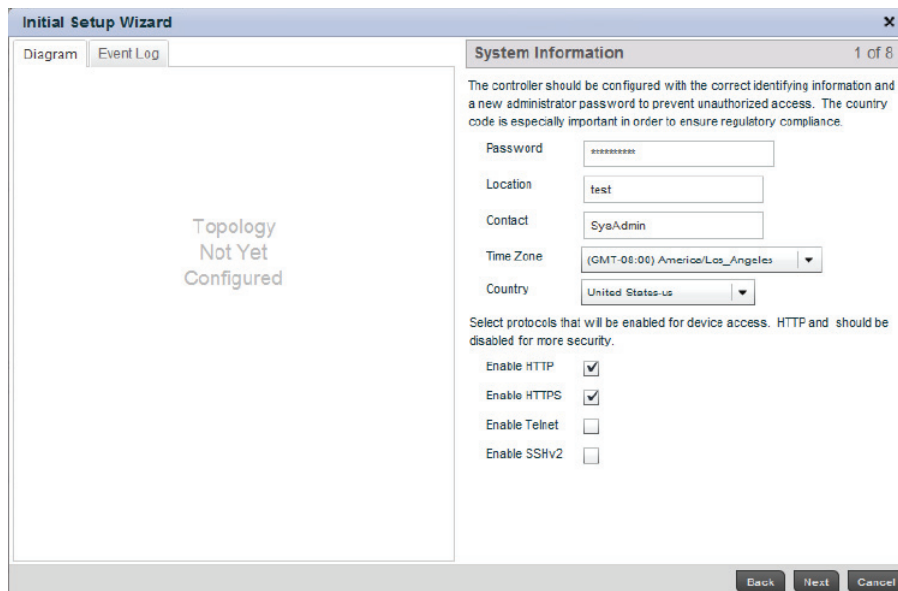 Initial Setup Wizard
Diagram
Event Log
Topology
Not Yet
Configured
System Information
1 of 8
The controller should be configured with the correct identifying information and
a new administrator password to prevent unauthorized access. The country
code is especially important in order to ensure regulatory compliance.
Password
**********
Location
test
Contact
SysAdmin
Time Zone
(GMT-08:00) America/Los_Angeles
Country
United States-us
Select protocols that will be enabled for device access. HTTP and should be
disabled for more security.
Enable HTTP
Enable HTTPS
Enable Telnet
Enable SSHv2
Back
Next
Cancel